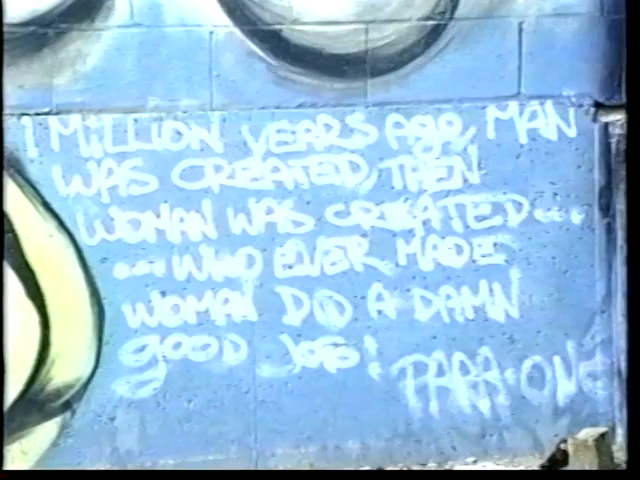 1 MiLLiON YEARS AgO, MAN
WAS CREATED, THEN
WOMAN WAS CREATED...
...WHO EVER MADE
WOMAN DID A DAMN
gOOD JOB!
PARA-ONE